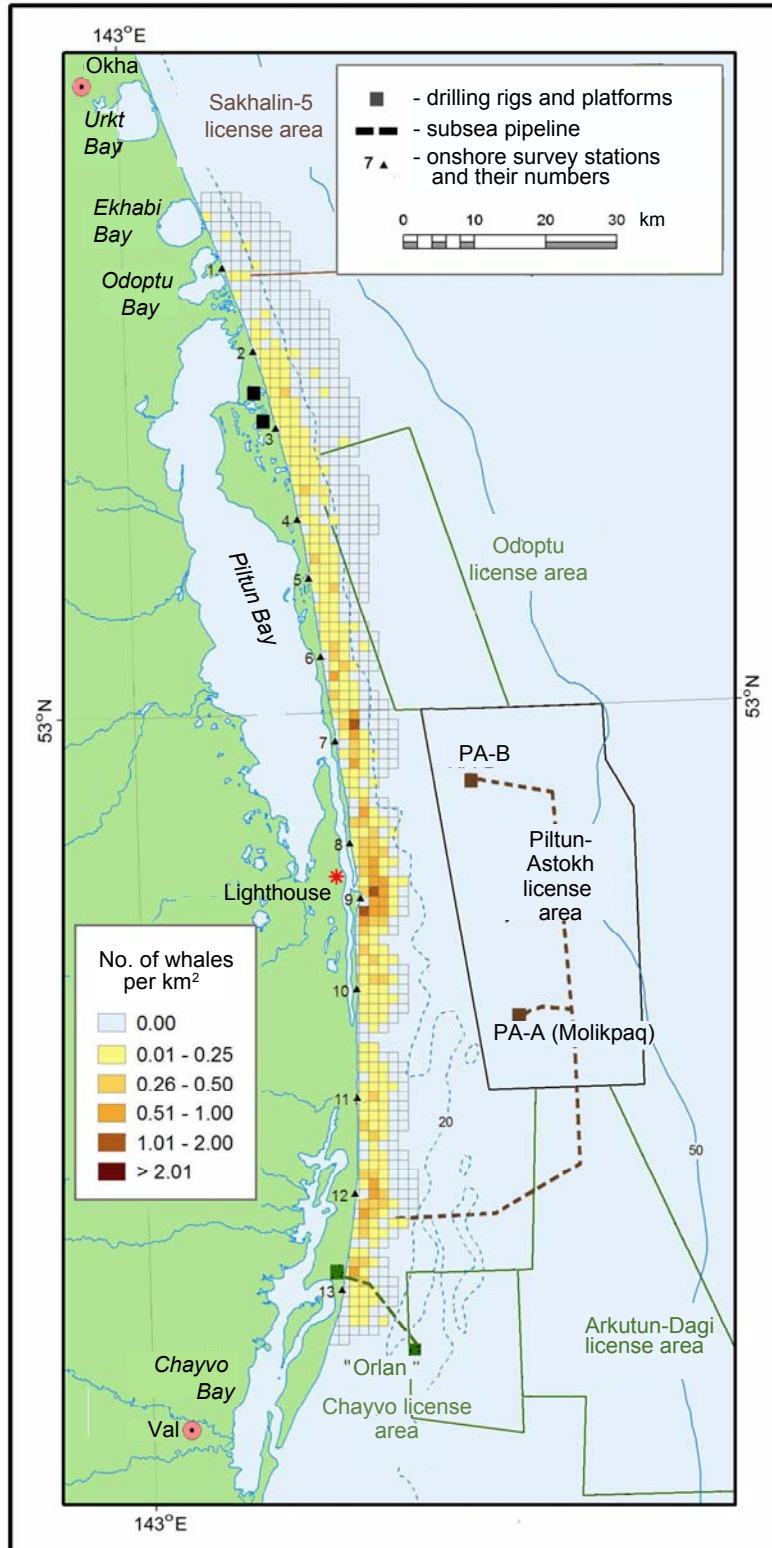 143°E
Okha
Urkt
Bay
Sakhalin-5
license area
- drilling rigs and platforms
- subsea pipeline
7 - onshore survey stations
and their numbers
0 10 20 30 km
Ekhabi
Bay
Odoptu
Bay
1
2
3
4
5
6
7
8
9
10
11
12
13
Odoptu
license area
Piltun Bay
53°N
53°N
PA-B
Piltun-
Astokh
license
area
Lighthouse
PA-A (Molikpaq)
No. of whales
per km²
0.00
0.01 - 0.25
0.26 - 0.50
0.51 - 1.00
1.01 - 2.00
> 2.01
20
50
Arkutun-Dagi
license area
"Orlan "
Chayvo license
area
Chayvo
Bay
Val
143°E